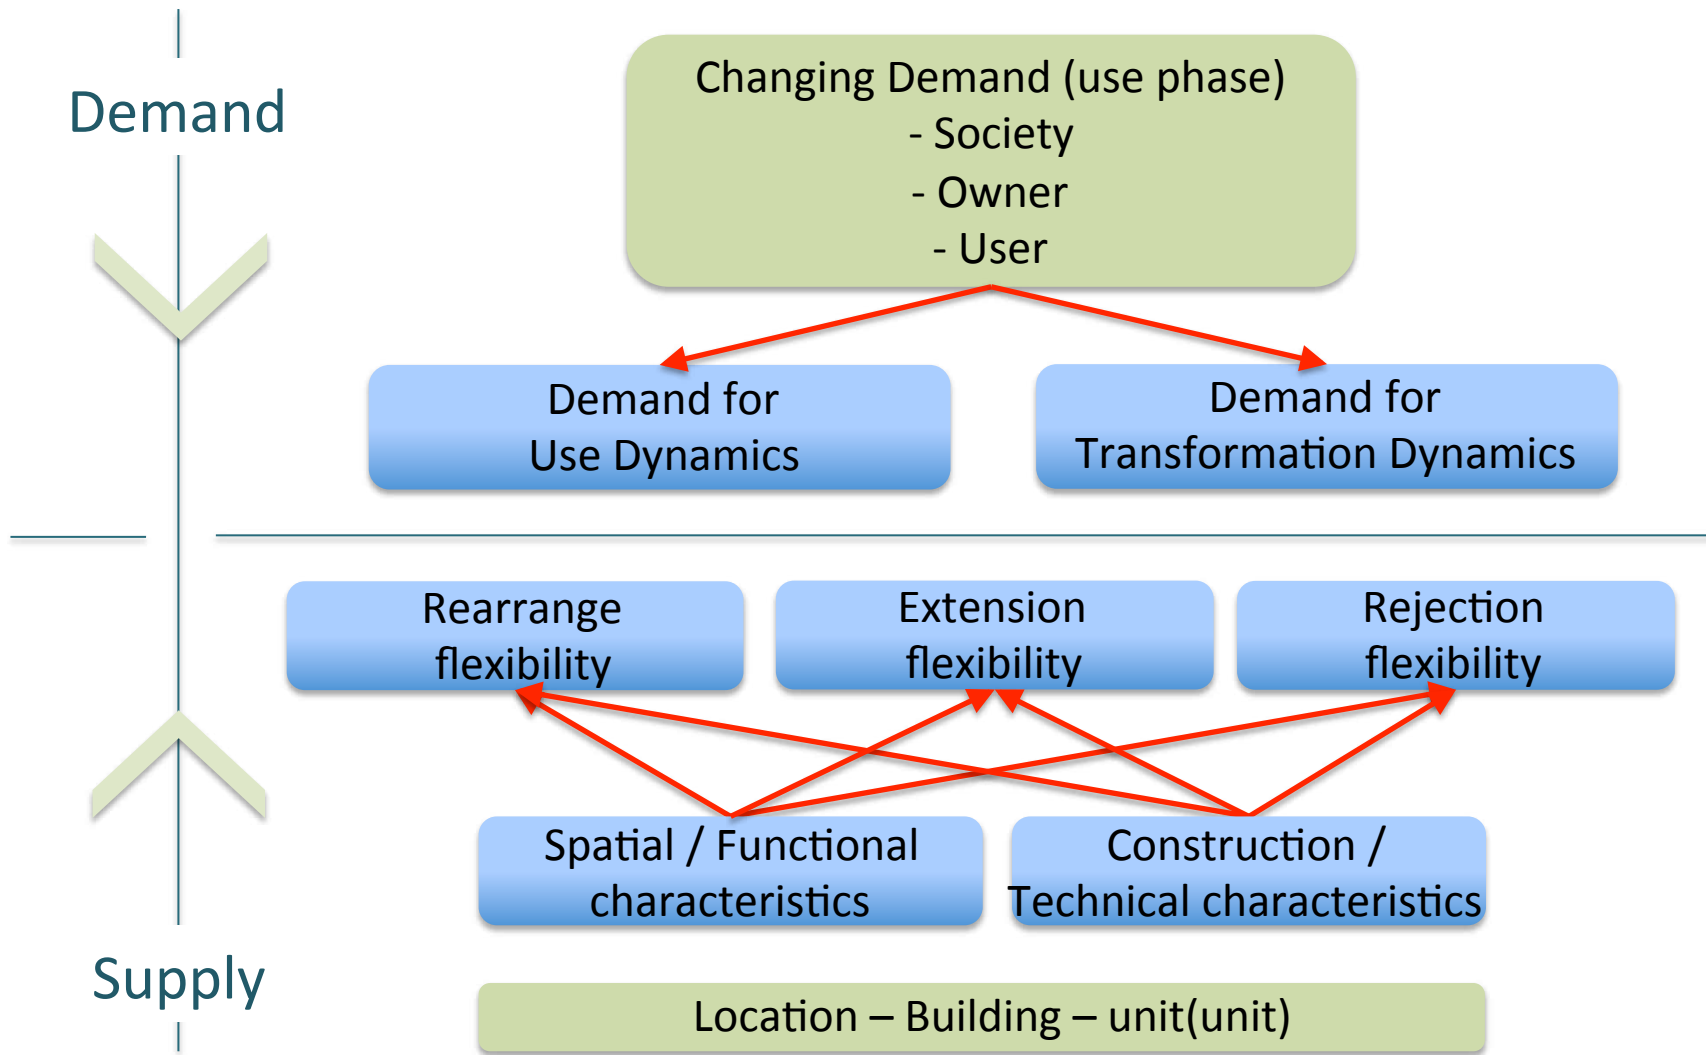 Demand
Changing Demand (use phase)
- Society
- Owner
- User
Demand for
Use Dynamics
Demand for
Transformation Dynamics
Rearrange
flexibility
Extension
flexibility
Rejection
flexibility
Spatial / Functional
characteristics
Construction /
Technical characteristics
Supply
Location – Building – unit(unit)